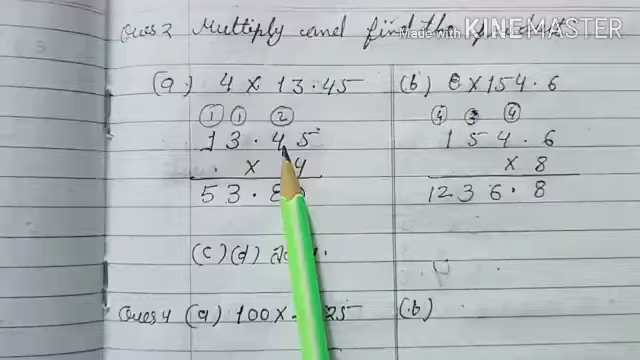 Ques 2 Multiply and find the
Made with KINEMASTER
(a) 4 × 13.45
① ① ②
13.45
× 4
53.8
(b) 8 × 154.6
④ ③ ④
154.6
× 8
1236.8
(c) (d)
Ques 4 (a) 100 × 25
(b)